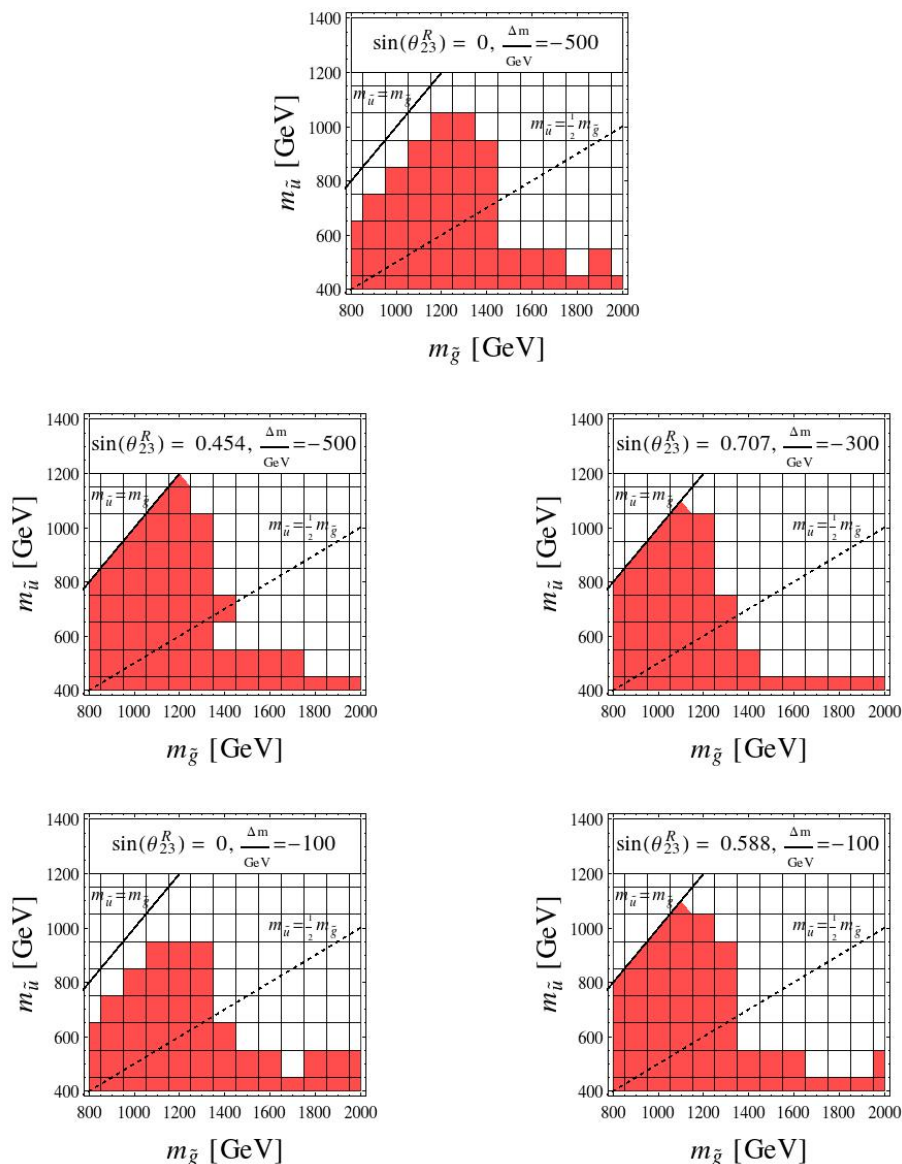 sin(θ₂₃ᴿ) = 0, Δm/GeV=−500
m_ũ=m_g̃
m_ũ=½ m_g̃
1400
1200
1000
800
600
400
m_ũ [GeV]
800 1000 1200 1400 1600 1800 2000
m_g̃ [GeV]
sin(θ₂₃ᴿ) = 0.454, Δm/GeV=−500
m_ũ=m_g̃
m_ũ=½ m_g̃
1400
1200
1000
800
600
400
m_ũ [GeV]
800 1000 1200 1400 1600 1800 2000
m_g̃ [GeV]
sin(θ₂₃ᴿ) = 0.707, Δm/GeV=−300
m_ũ=m_g̃
m_ũ=½ m_g̃
1400
1200
1000
800
600
400
m_ũ [GeV]
800 1000 1200 1400 1600 1800 2000
m_g̃ [GeV]
sin(θ₂₃ᴿ) = 0, Δm/GeV=−100
m_ũ=m_g̃
m_ũ=½ m_g̃
1400
1200
1000
800
600
400
m_ũ [GeV]
800 1000 1200 1400 1600 1800 2000
m_g̃ [GeV]
sin(θ₂₃ᴿ) = 0.588, Δm/GeV=−100
m_ũ=m_g̃
m_ũ=½ m_g̃
1400
1200
1000
800
600
400
m_ũ [GeV]
800 1000 1200 1400 1600 1800 2000
m_g̃ [GeV]